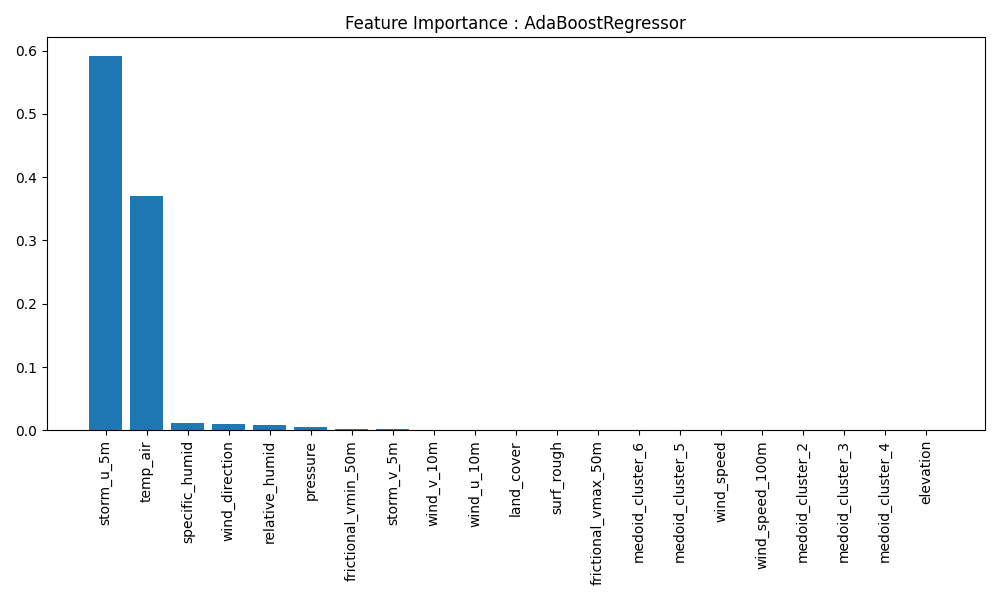 Feature Importance : AdaBoostRegressor
0.6
0.5
0.4
0.3
0.2
0.1
0.0
storm_u_5m
temp_air
specific_humid
wind_direction
relative_humid
pressure
frictional_vmin_50m
storm_v_5m
wind_v_10m
wind_u_10m
land_cover
surf_rough
frictional_vmax_50m
medoid_cluster_6
medoid_cluster_5
wind_speed
wind_speed_100m
medoid_cluster_2
medoid_cluster_3
medoid_cluster_4
elevation